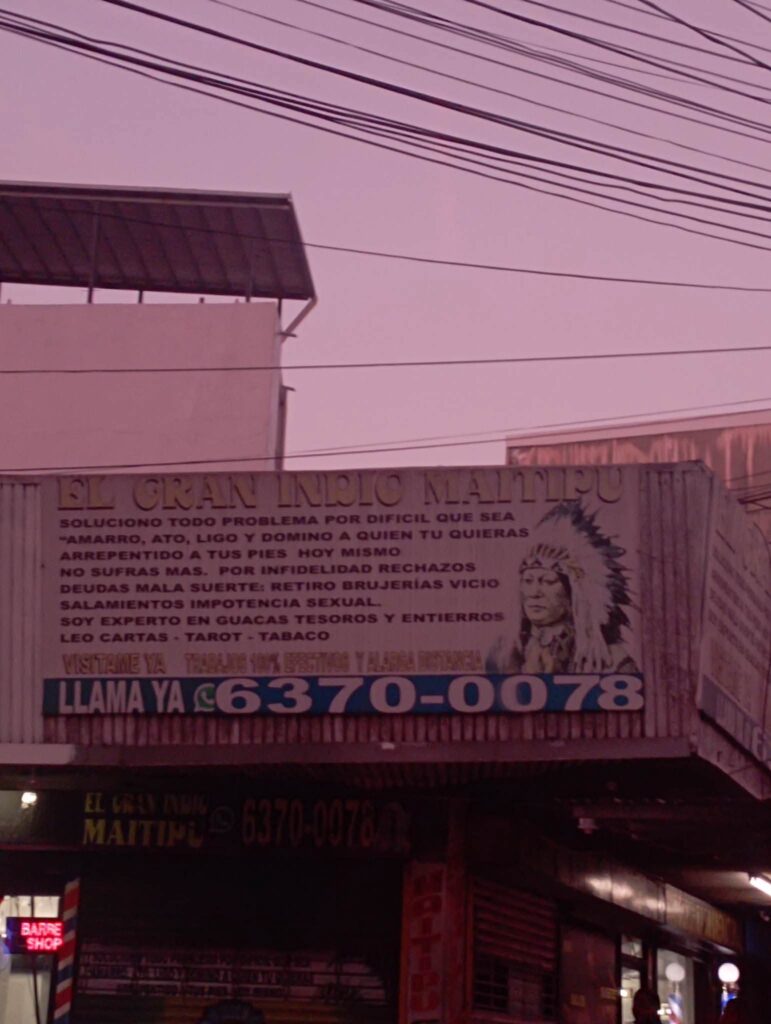 EL GRAN INDIO MAITIPU
SOLUCIONO TODO PROBLEMA POR DIFICIL QUE SEA
"AMARRO, ATO, LIGO Y DOMINO A QUIEN TU QUIERAS
ARREPENTIDO A TUS PIES HOY MISMO
NO SUFRAS MAS. POR INFIDELIDAD RECHAZOS
DEUDAS MALA SUERTE: RETIRO BRUJERÍAS VICIO
SALAMIENTOS IMPOTENCIA SEXUAL.
SOY EXPERTO EN GUACAS TESOROS Y ENTIERROS
LEO CARTAS - TAROT - TABACO
VISITAME YA TRABAJOS 100% EFECTIVOS Y A LARGA DISTANCIA
LLAMA YA 6370-0078
EL GRAN INDIO
MAITIPU 6370-0078
BARBE
SHOP